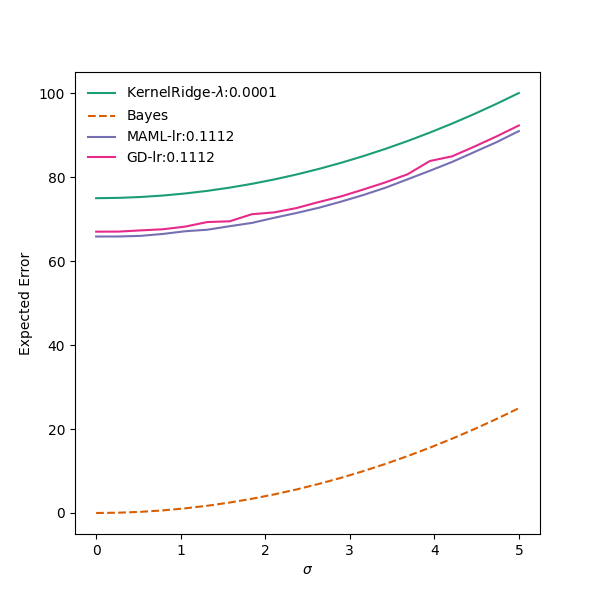 KernelRidge-λ:0.0001
Bayes
MAML-lr:0.1112
GD-lr:0.1112
100
80
60
40
20
0
Expected Error
0 1 2 3 4 5
σ